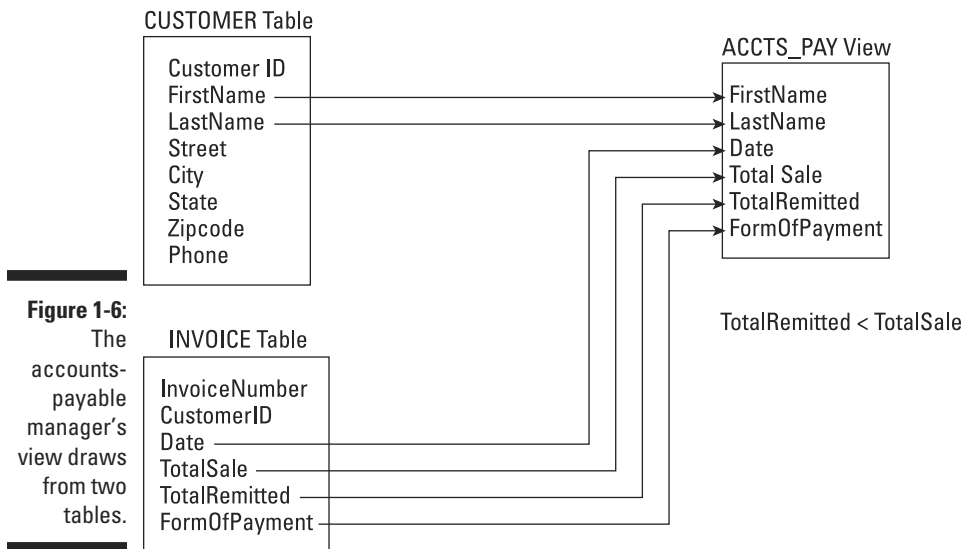 CUSTOMER Table
Customer ID
FirstName
LastName
Street
City
State
Zipcode
Phone
ACCTS_PAY View
FirstName
LastName
Date
Total Sale
TotalRemitted
FormOfPayment
TotalRemitted < TotalSale
INVOICE Table
InvoiceNumber
CustomerID
Date
TotalSale
TotalRemitted
FormOfPayment
Figure 1-6:
The
accounts-
payable
manager's
view draws
from two
tables.